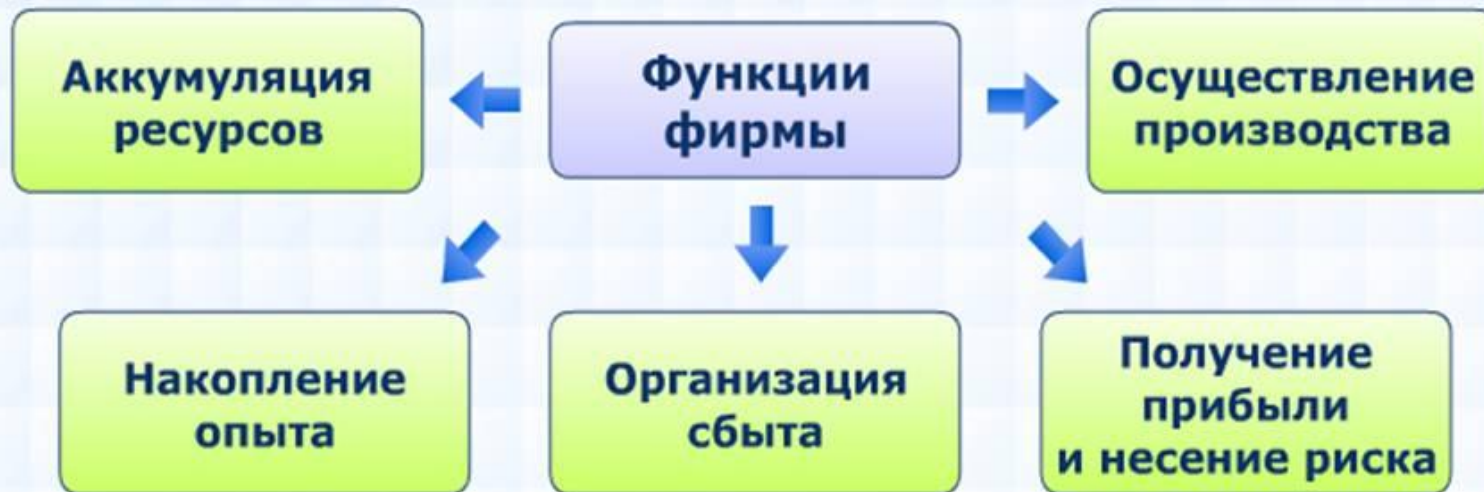 Аккумуляция
ресурсов
Функции
фирмы
Осуществление
производства
Накопление
опыта
Организация
сбыта
Получение
прибыли
и несение риска